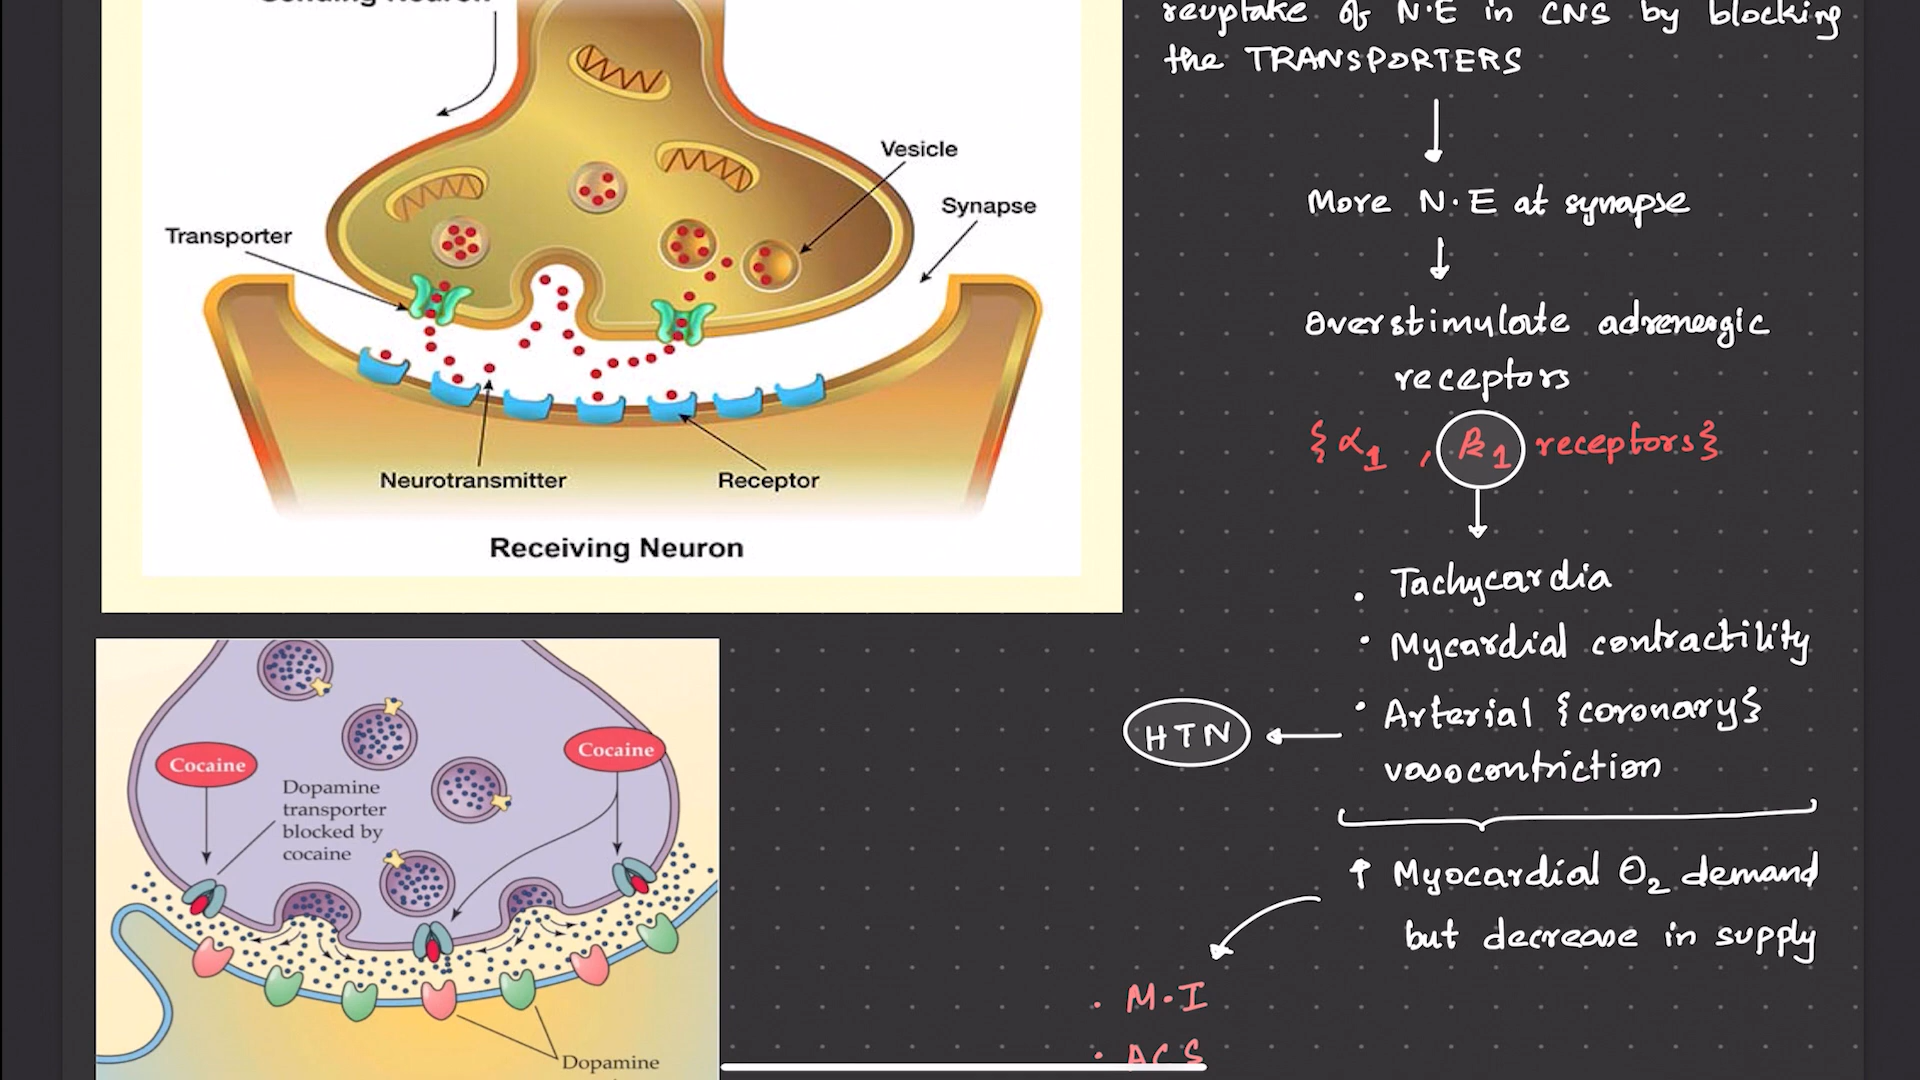 Sending Neuron
Vesicle
Synapse
Transporter
Neurotransmitter
Receptor
Receiving Neuron
Cocaine
Cocaine
Dopamine
transporter
blocked by
cocaine
Dopamine
reuptake of N.E in CNS by blocking
the TRANSPORTERS
More N.E at synapse
Overstimulate adrenergic
receptors
{α1 , β1 receptors}
. Tachycardia
· Mycardial contractility
· Arterial {coronary}
vasocontriction
HTN
↑ Myocardial O2 demand
but decrease in supply
. M.I
· ACS